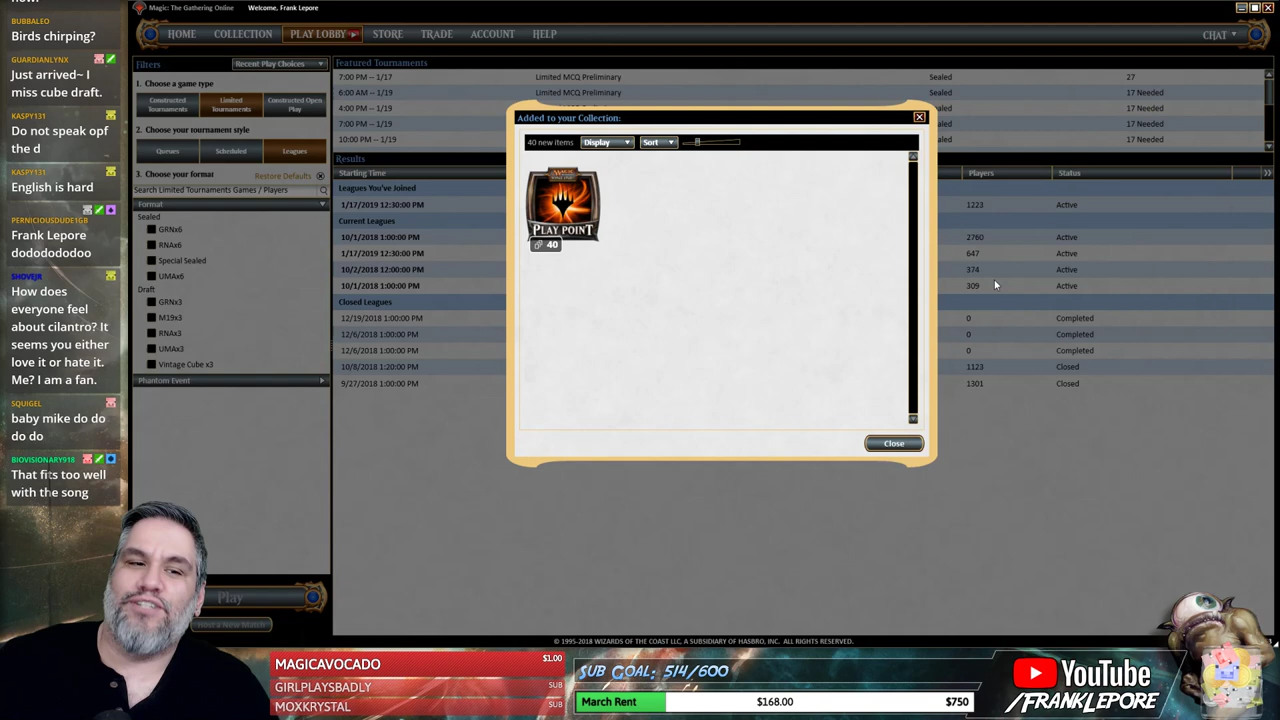 now!
BUBBALEO
Birds chirping?
GUARDIANLYNX
Just arrived~ I
miss cube draft.
KASPY131
Do not speak opf
the d
KASPY131
English is hard
PERNICIOUSDUDE1GB
Frank Lepore
dodododoodoo
SHOVEJR
How does
everyone feel
about cilantro? It
seems you either
love it or hate it.
Me? I am a fan.
SQUIGEL
baby mike do do
do do
BIOVISIONARY918
That fits too well
with the song
Magic: The Gathering Online Welcome, Frank Lepore
HOME COLLECTION PLAY LOBBY STORE TRADE ACCOUNT HELP CHAT
Filters Recent Play Choices
1. Choose a game type
Constructed Tournaments Limited Tournaments Constructed Open Play
2. Choose your tournament style
Queues Scheduled Leagues
3. Choose your format Restore Defaults
Search Limited Tournaments Games / Players
Format
Sealed
GRNx6
RNAx6
Special Sealed
UMAx6
Draft
GRNx3
M19x3
RNAx3
UMAx3
Vintage Cube x3
Phantom Event
Play
Host a New Match
Featured Tournaments
7:00 PM -- 1/17 Limited MCQ Preliminary Sealed 27
6:00 AM -- 1/19 Limited MCQ Preliminary Sealed 17 Needed
4:00 PM -- 1/19 Sealed 17 Needed
7:00 PM -- 1/19 Sealed 17 Needed
10:00 PM -- 1/19 Sealed 17 Needed
Results
Starting Time Players Status
Leagues You've Joined
1/17/2019 12:30:00 PM 1223 Active
Current Leagues
10/1/2018 1:00:00 PM 2760 Active
1/17/2019 12:30:00 PM 647 Active
10/2/2018 12:00:00 PM 374 Active
10/1/2018 1:00:00 PM 309 Active
Closed Leagues
12/19/2018 1:00:00 PM 0 Completed
12/6/2018 1:00:00 PM 0 Completed
12/6/2018 1:00:00 PM 0 Completed
10/8/2018 1:20:00 PM 1123 Closed
9/27/2018 1:00:00 PM 1301 Closed
Added to your Collection:
40 new items Display Sort
PLAY POINT
40
Close
© 1995-2018 WIZARDS OF THE COAST LLC, A SUBSIDIARY OF HASBRO, INC. ALL RIGHTS RESERVED.
MAGICAVOCADO $1.00
GIRLPLAYSBADLY SUB
MOXKRYSTAL SUB
SUB GOAL: 514/600
March Rent $168.00 $750
YouTube
/FRANKLEPORE